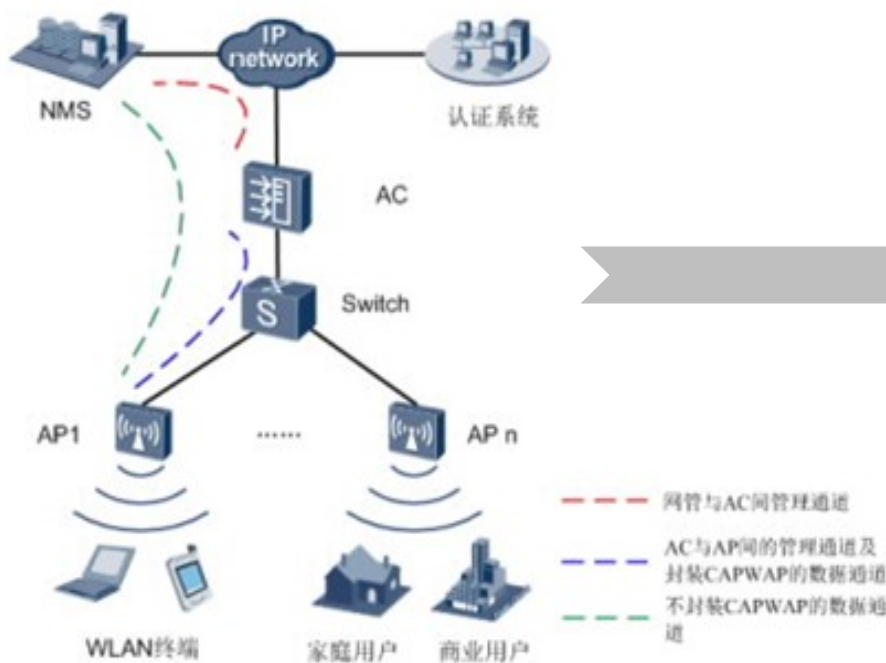 IP
network
NMS
认证系统
AC
Switch
S
AP1
……
AP n
网管与AC间管理通道
AC与AP间的管理通道及
封装CAPWAP的数据通道
不封装CAPWAP的数据通
道
WLAN终端
家庭用户
商业用户